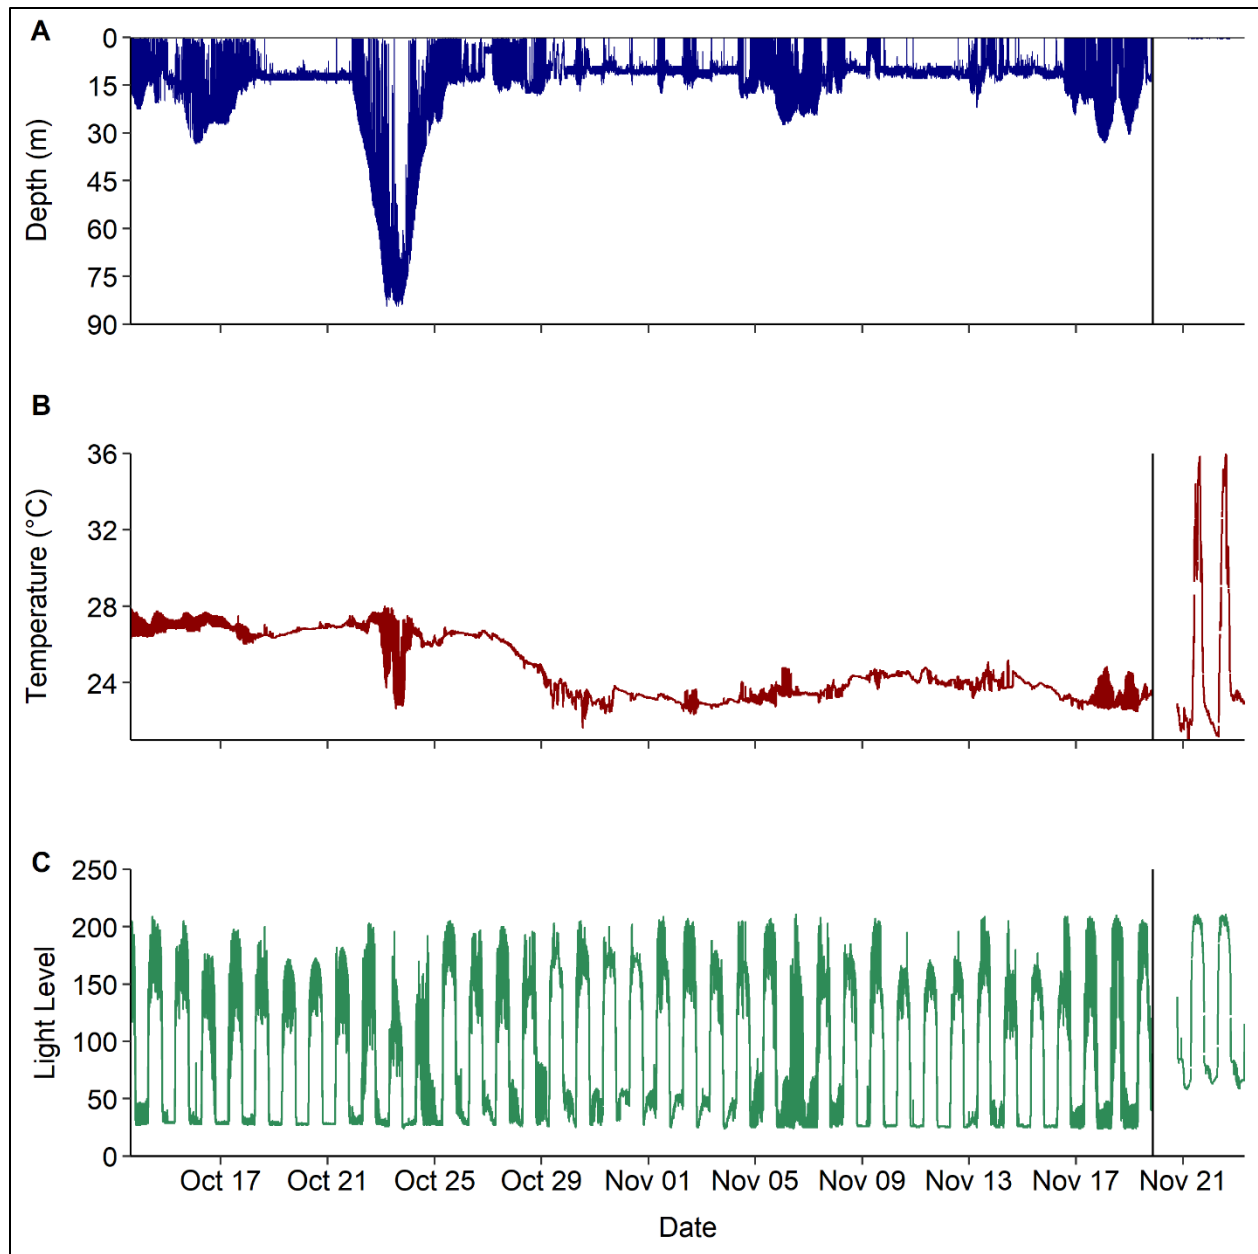 A
0
15
30
45
60
75
90
Depth (m)
B
36
32
28
24
Temperature (°C)
C
250
200
150
100
50
0
Light Level
Oct 17 Oct 21 Oct 25 Oct 29 Nov 01 Nov 05 Nov 09 Nov 13 Nov 17 Nov 21
Date